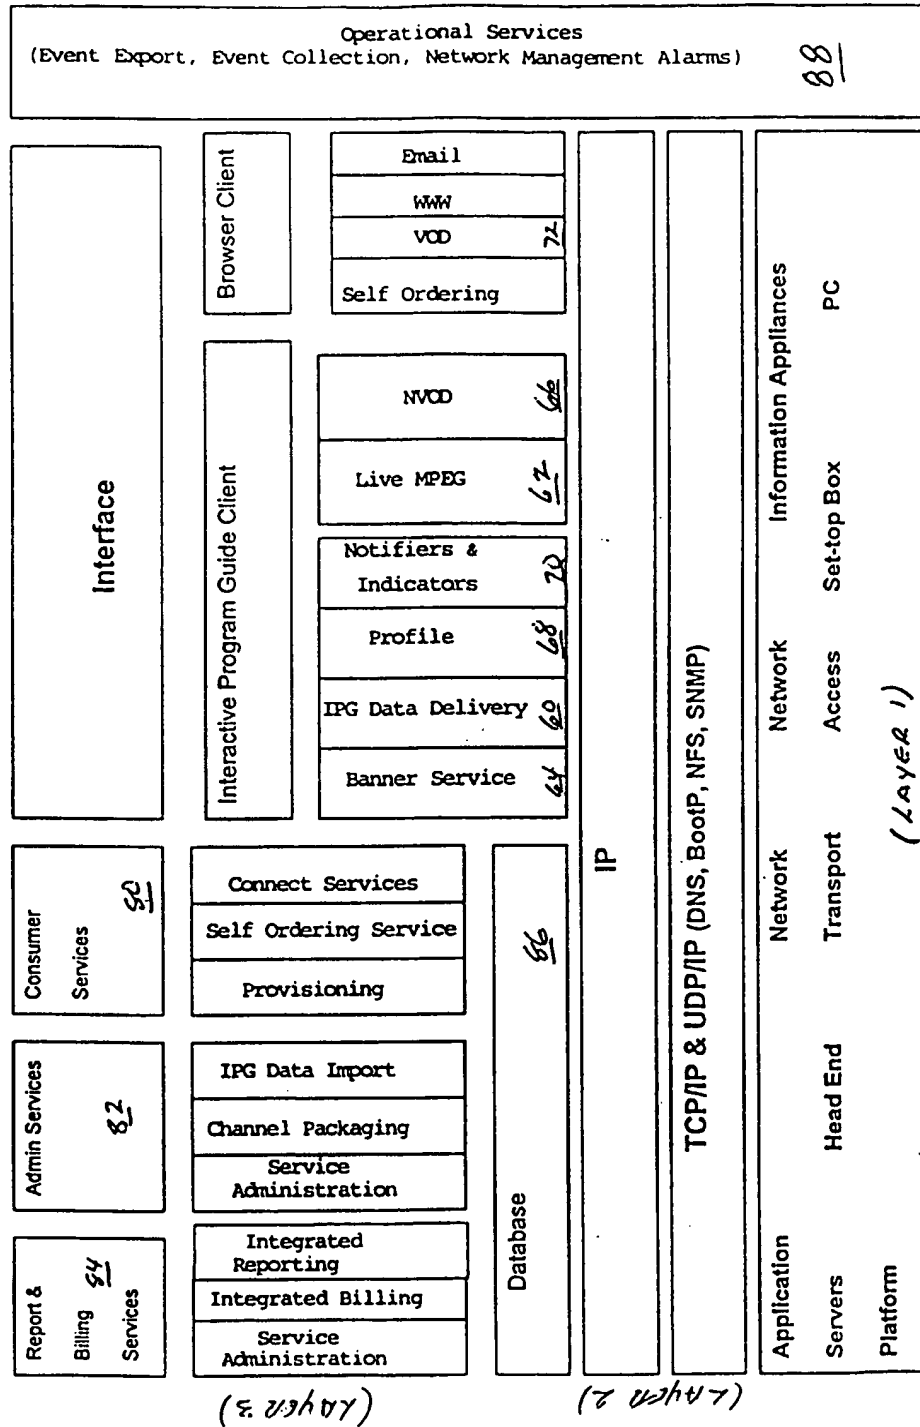 Operational Services
(Event Export, Event Collection, Network Management Alarms)
88
Interface
Consumer
Services
80
Admin Services
82
Report &
Billing
84
Services
Browser Client
Interactive Program Guide Client
Email
WWW
VOD
72
Self Ordering
NVOD
66
Live MPEG
62
Notifiers &
Indicators
70
Profile
68
IPG Data Delivery
60
Banner Service
64
Connect Services
Self Ordering Service
Provisioning
IPG Data Import
Channel Packaging
Service
Administration
Integrated
Reporting
Integrated Billing
Service
Administration
(LAYER 3)
Database
86
IP
TCP/IP & UDP/IP (DNS, BootP, NFS, SNMP)
(LAYER 2)
Application
Servers
Platform
Head End
Network
Transport
Network
Access
Information Appliances
Set-top Box
PC
(LAYER 1)